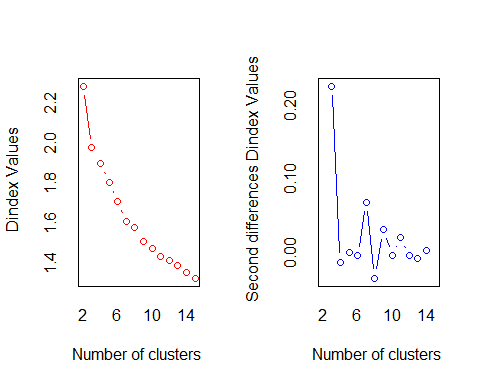 Dindex Values
2.2
2.0
1.8
1.6
1.4
2 6 10 14
Number of clusters
Second differences Dindex Values
0.20
0.10
0.00
2 6 10 14
Number of clusters